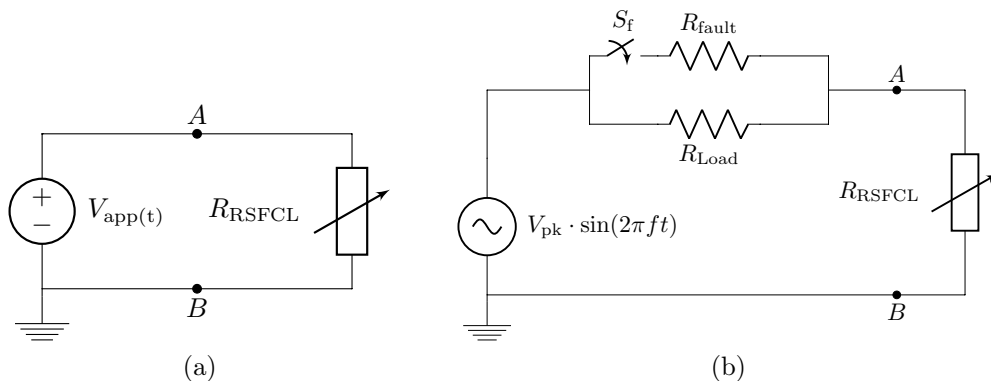 A
+
−
V_app(t)
R_RSFCL
B
(a)
S_f
R_fault
A
R_Load
R_RSFCL
V_pk · sin(2πft)
B
(b)